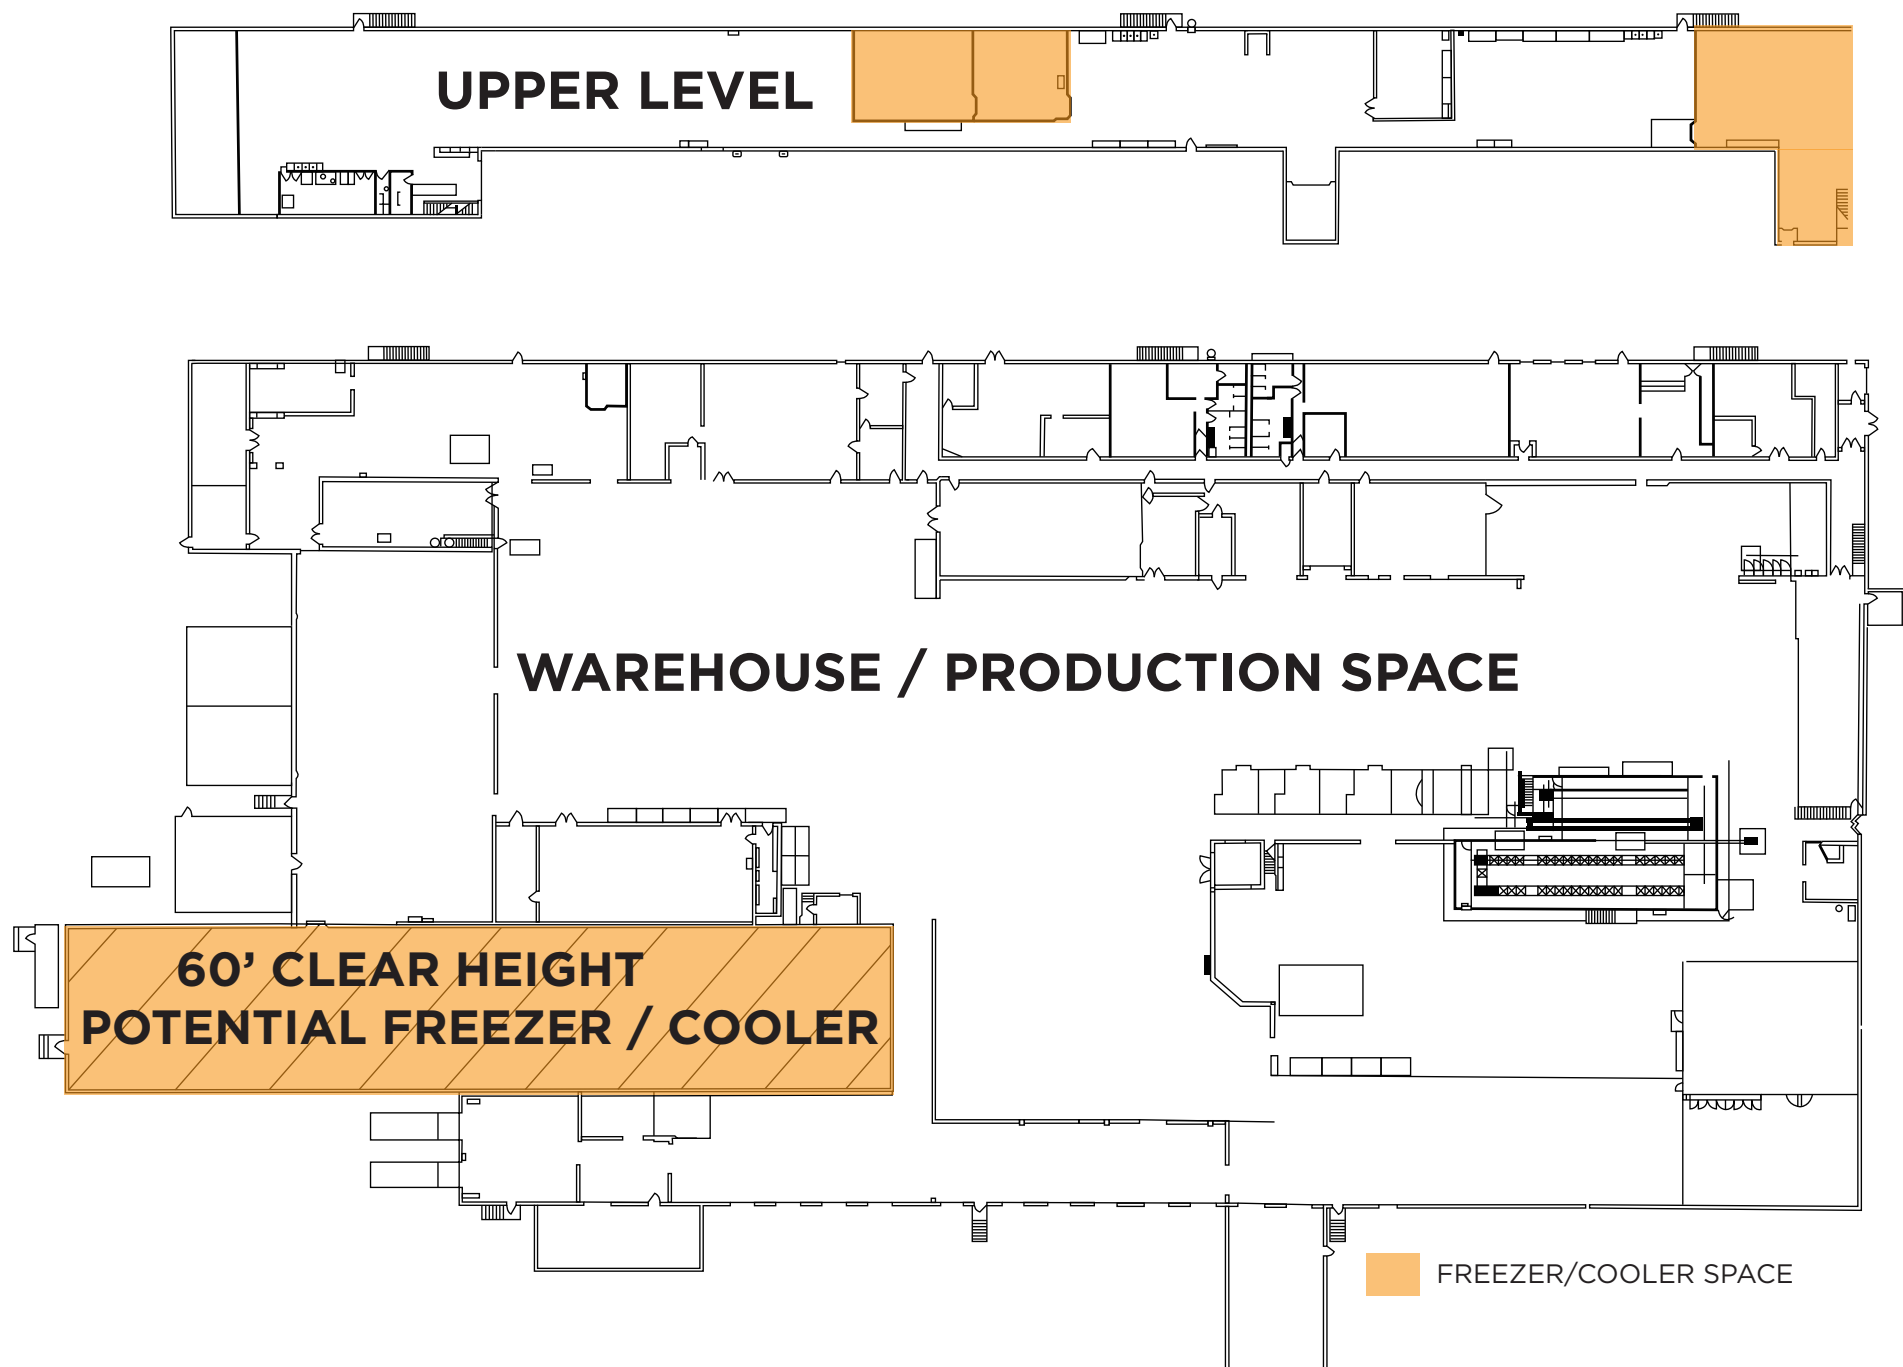 UPPER LEVEL
WAREHOUSE / PRODUCTION SPACE
60’ CLEAR HEIGHT
POTENTIAL FREEZER / COOLER
FREEZER/COOLER SPACE